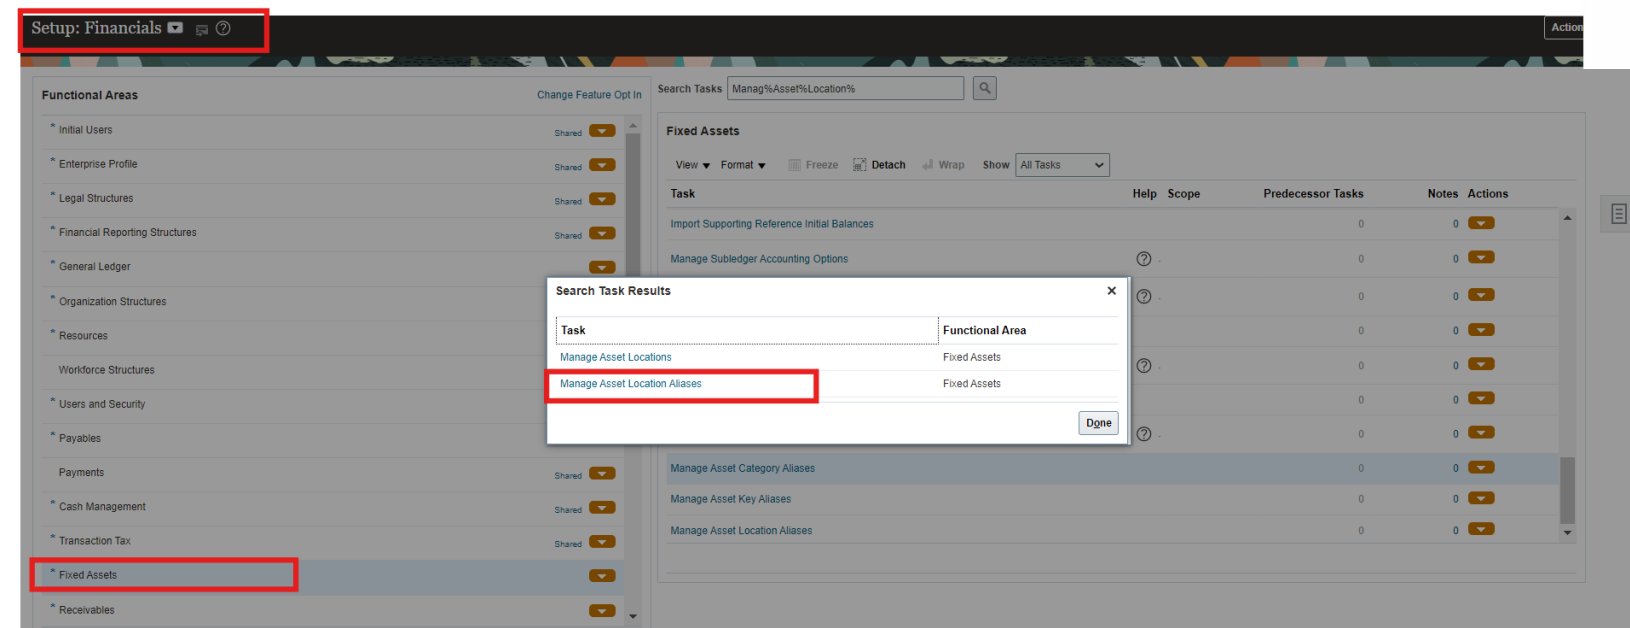 Setup: Financials
Action
Functional Areas
Change Feature Opt In
* Initial Users
Shared
* Enterprise Profile
Shared
* Legal Structures
Shared
* Financial Reporting Structures
Shared
* General Ledger
* Organization Structures
* Resources
Workforce Structures
* Users and Security
* Payables
Payments
Shared
* Cash Management
Shared
* Transaction Tax
Shared
* Fixed Assets
* Receivables
Search Tasks Manag%Asset%Location%
Fixed Assets
View Format Freeze Detach Wrap Show All Tasks
Task Help Scope Predecessor Tasks Notes Actions
Import Supporting Reference Initial Balances 0 0
Manage Subledger Accounting Options ? 0 0
? 0 0
0 0
? 0 0
0 0
? 0 0
Manage Asset Category Aliases 0 0
Manage Asset Key Aliases 0 0
Manage Asset Location Aliases 0 0
Search Task Results
Task Functional Area
Manage Asset Locations Fixed Assets
Manage Asset Location Aliases Fixed Assets
Done